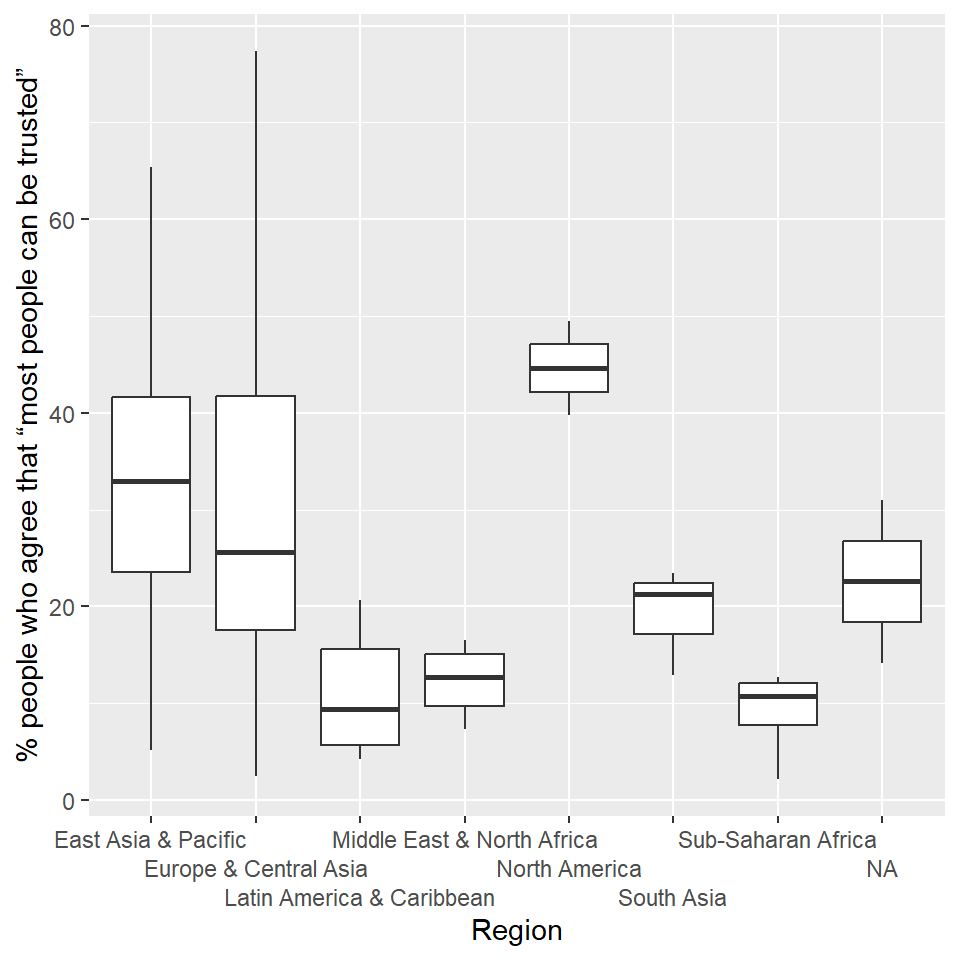 % people who agree that “most people can be trusted”
80
60
40
20
0
East Asia & Pacific
Middle East & North Africa
Sub-Saharan Africa
Europe & Central Asia
North America
NA
Latin America & Caribbean
South Asia
Region